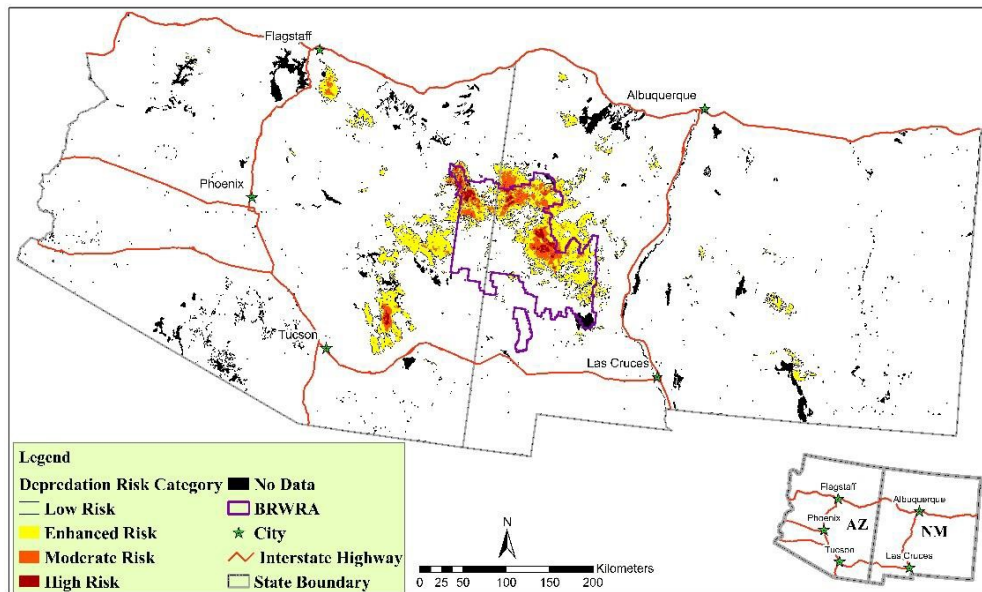 Flagstaff
Albuquerque
Phoenix
Tucson
Las Cruces
Legend
Depredation Risk Category
Low Risk
Enhanced Risk
Moderate Risk
High Risk
No Data
BRWRA
City
Interstate Highway
State Boundary
N
Kilometers
0 25 50 100 150 200
Flagstaff
Albuquerque
Phoenix
AZ
NM
Tucson
Las Cruces